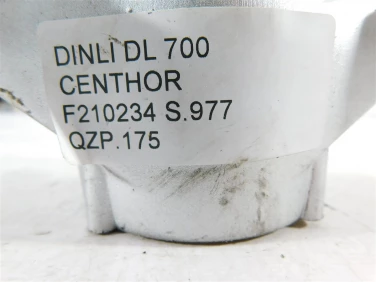 DINLI DL 700
CENTHOR
F210234 S.977
QZP.175